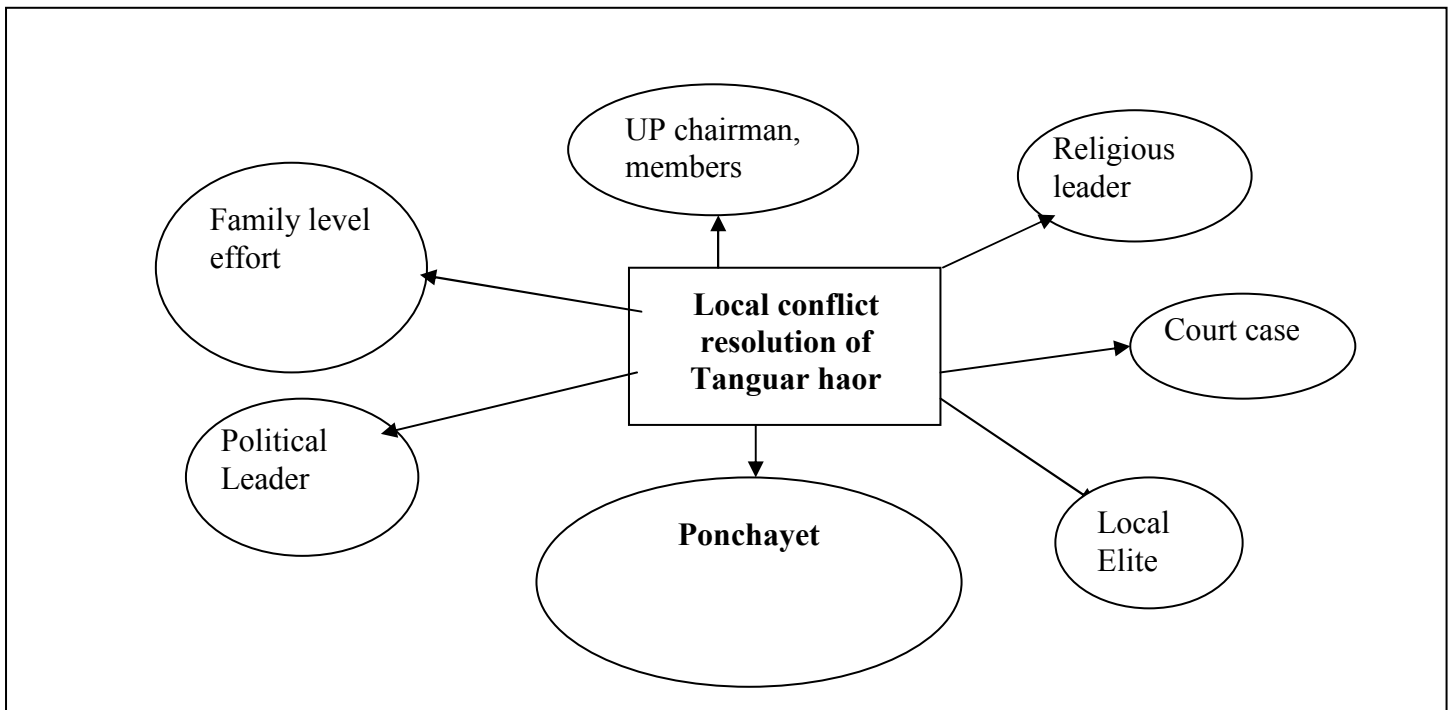 UP chairman,
members
Religious
leader
Family level
effort
Local conflict
resolution of
Tanguar haor
Court case
Political
Leader
Ponchayet
Local
Elite